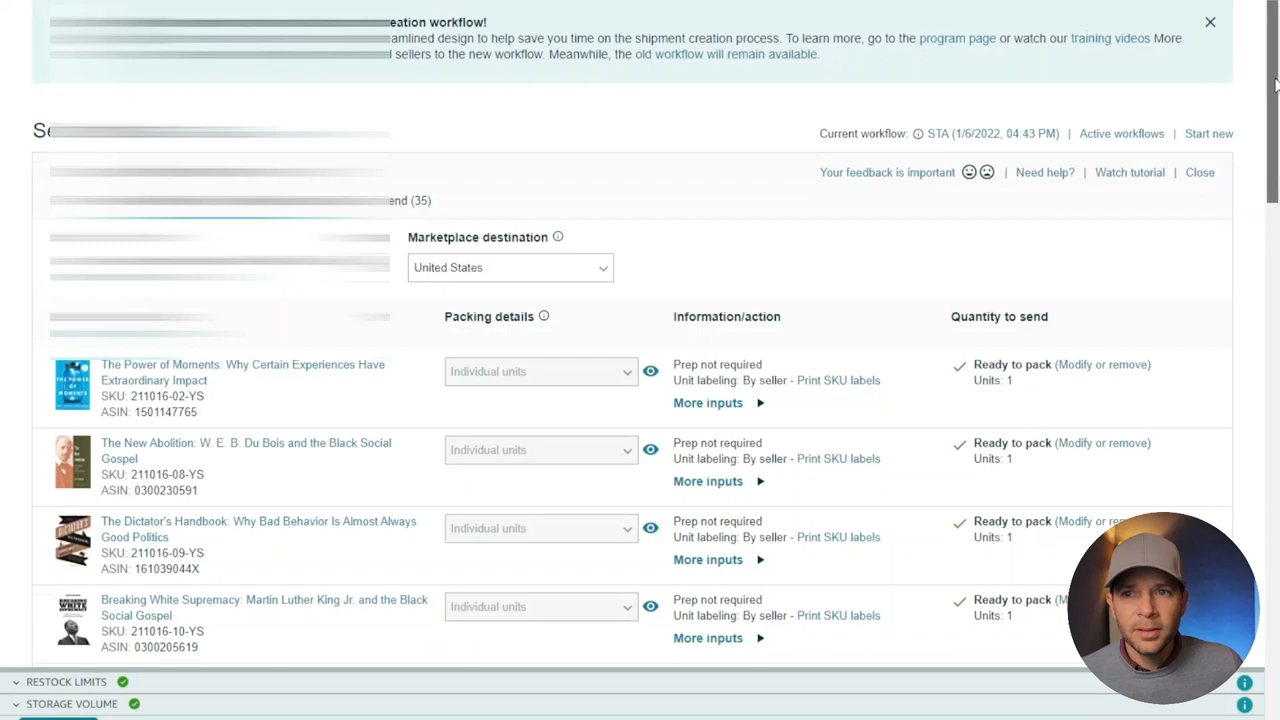 eation workflow!
amlined design to help save you time on the shipment creation process. To learn more, go to the program page or watch our training videos More
l sellers to the new workflow. Meanwhile, the old workflow will remain available.
Se
Current workflow: STA (1/6/2022, 04:43 PM) | Active workflows | Start new
Your feedback is important | Need help? | Watch tutorial | Close
end (35)
Marketplace destination
United States
Packing details
Information/action
Quantity to send
The Power of Moments: Why Certain Experiences Have
Extraordinary Impact
SKU: 211016-02-YS
ASIN: 1501147765
Individual units
Prep not required
Unit labeling: By seller - Print SKU labels
More inputs
Ready to pack (Modify or remove)
Units: 1
The New Abolition: W. E. B. Du Bois and the Black Social
Gospel
SKU: 211016-08-YS
ASIN: 0300230591
Individual units
Prep not required
Unit labeling: By seller - Print SKU labels
More inputs
Ready to pack (Modify or remove)
Units: 1
The Dictator's Handbook: Why Bad Behavior Is Almost Always
Good Politics
SKU: 211016-09-YS
ASIN: 161039044X
Individual units
Prep not required
Unit labeling: By seller - Print SKU labels
More inputs
Ready to pack (Modify or re
Units: 1
Breaking White Supremacy: Martin Luther King Jr. and the Black
Social Gospel
SKU: 211016-10-YS
ASIN: 0300205619
Individual units
Prep not required
Unit labeling: By seller - Print SKU labels
More inputs
Ready to pack (M
Units: 1
RESTOCK LIMITS
STORAGE VOLUME